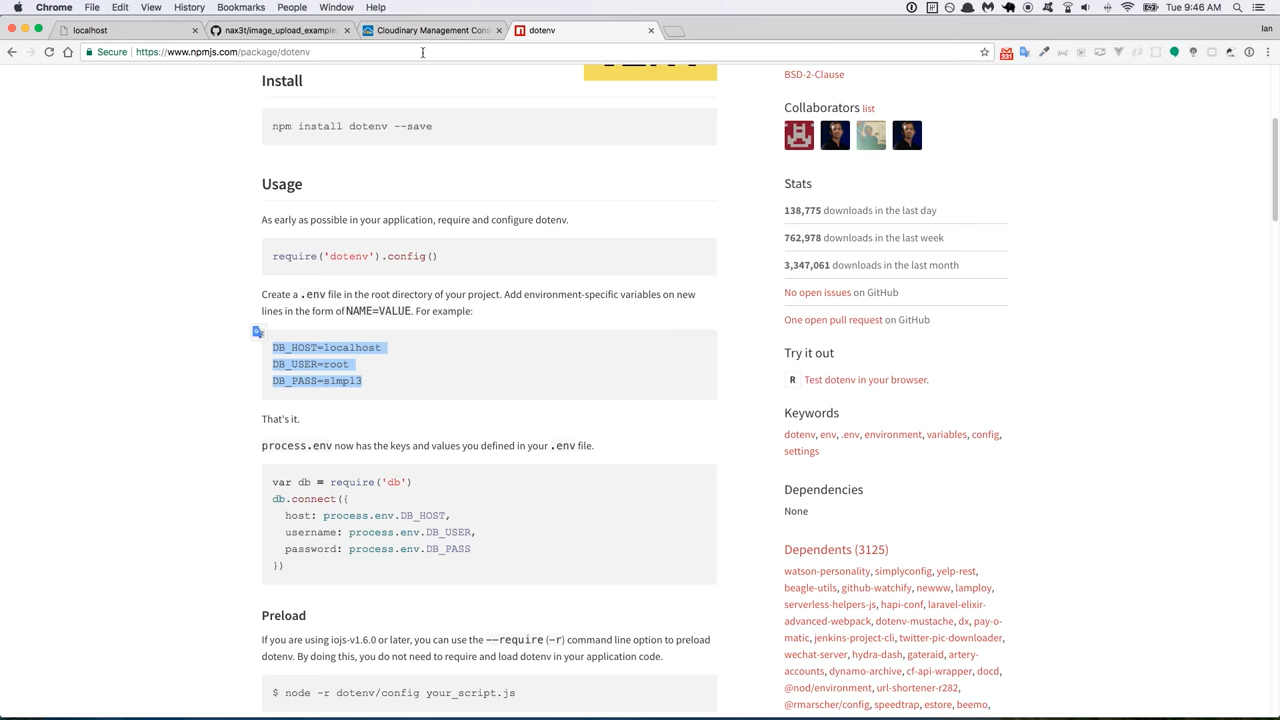 Chrome File Edit View History Bookmarks People Window Help Tue 9:46 AM
Ian
localhost
nax3t/image_upload_example
Cloudinary Management Cons
dotenv
Secure https://www.npmjs.com/package/dotenv
Install
npm install dotenv --save
Usage
As early as possible in your application, require and configure dotenv.
require('dotenv').config()
Create a .env file in the root directory of your project. Add environment-specific variables on new
lines in the form of NAME=VALUE. For example:
DB_HOST=localhost
DB_USER=root
DB_PASS=s1mpl3
That's it.
process.env now has the keys and values you defined in your .env file.
var db = require('db')
db.connect({
host: process.env.DB_HOST,
username: process.env.DB_USER,
password: process.env.DB_PASS
})
Preload
If you are using iojs-v1.6.0 or later, you can use the --require (-r) command line option to preload
dotenv. By doing this, you do not need to require and load dotenv in your application code.
$ node -r dotenv/config your_script.js
BSD-2-Clause
Collaborators list
Stats
138,775 downloads in the last day
762,978 downloads in the last week
3,347,061 downloads in the last month
No open issues on GitHub
One open pull request on GitHub
Try it out
R Test dotenv in your browser.
Keywords
dotenv, env, .env, environment, variables, config,
settings
Dependencies
None
Dependents (3125)
watson-personality, simplyconfig, yelp-rest,
beagle-utils, github-watchify, newww, lamploy,
serverless-helpers-js, hapi-conf, laravel-elixir-
advanced-webpack, dotenv-mustache, dx, pay-o-
matic, jenkins-project-cli, twitter-pic-downloader,
wechat-server, hydra-dash, gateraid, artery-
accounts, dynamo-archive, cf-api-wrapper, docd,
@nod/environment, url-shortener-r282,
@rmarscher/config, speedtrap, estore, beemo,